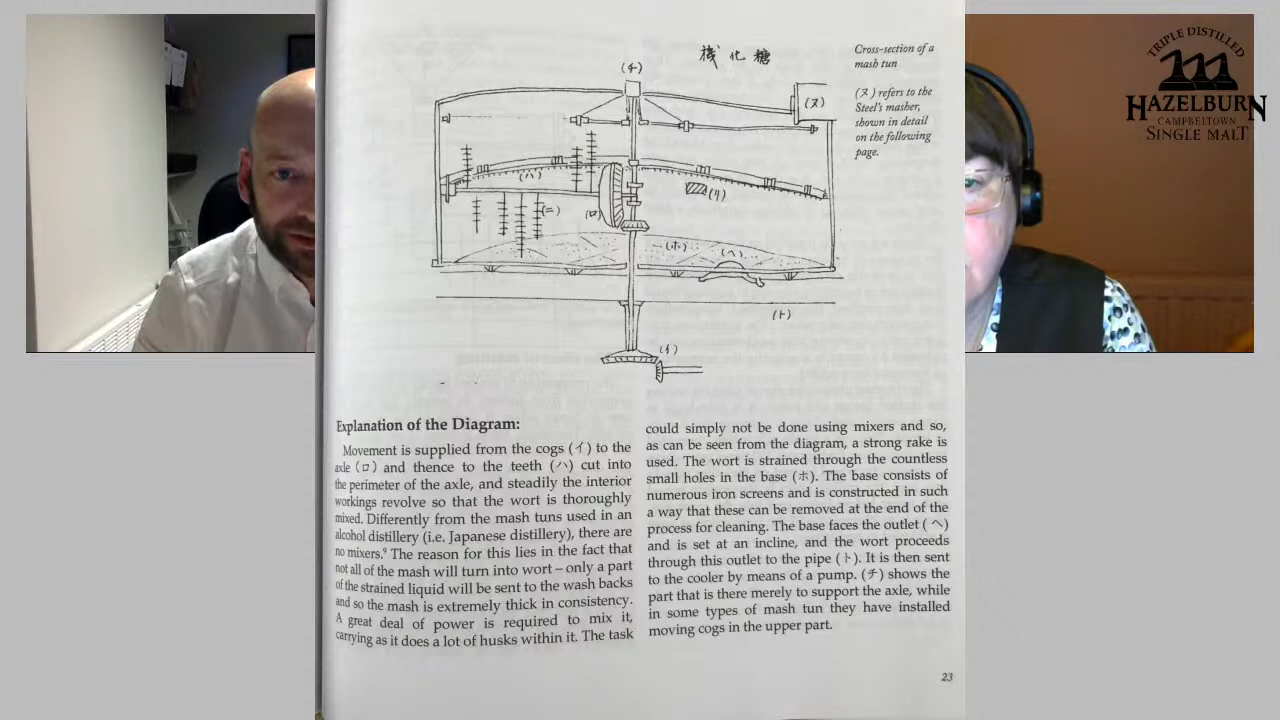 機化糖
Cross-section of a
mash tun
(ヌ) refers to the
Steel's masher,
shown in detail
on the following
page.
(チ)
(ヌ)
(ハ)
(リ)
(ニ)
(ロ)
(ホ)
(ヘ)
(ト)
(イ)
Explanation of the Diagram:
Movement is supplied from the cogs (イ) to the
axle (ロ) and thence to the teeth (ハ) cut into
the perimeter of the axle, and steadily the interior
workings revolve so that the wort is thoroughly
mixed. Differently from the mash tuns used in an
alcohol distillery (i.e. Japanese distillery), there are
no mixers.⁹ The reason for this lies in the fact that
not all of the mash will turn into wort – only a part
of the strained liquid will be sent to the wash backs
and so the mash is extremely thick in consistency.
A great deal of power is required to mix it,
carrying as it does a lot of husks within it. The task
could simply not be done using mixers and so,
as can be seen from the diagram, a strong rake is
used. The wort is strained through the countless
small holes in the base (ホ). The base consists of
numerous iron screens and is constructed in such
a way that these can be removed at the end of the
process for cleaning. The base faces the outlet (ヘ)
and is set at an incline, and the wort proceeds
through this outlet to the pipe (ト). It is then sent
to the cooler by means of a pump. (チ) shows the
part that is there merely to support the axle, while
in some types of mash tun they have installed
moving cogs in the upper part.
23
TRIPLE DISTILLED
HAZELBURN
CAMPBELTOWN
SINGLE MALT